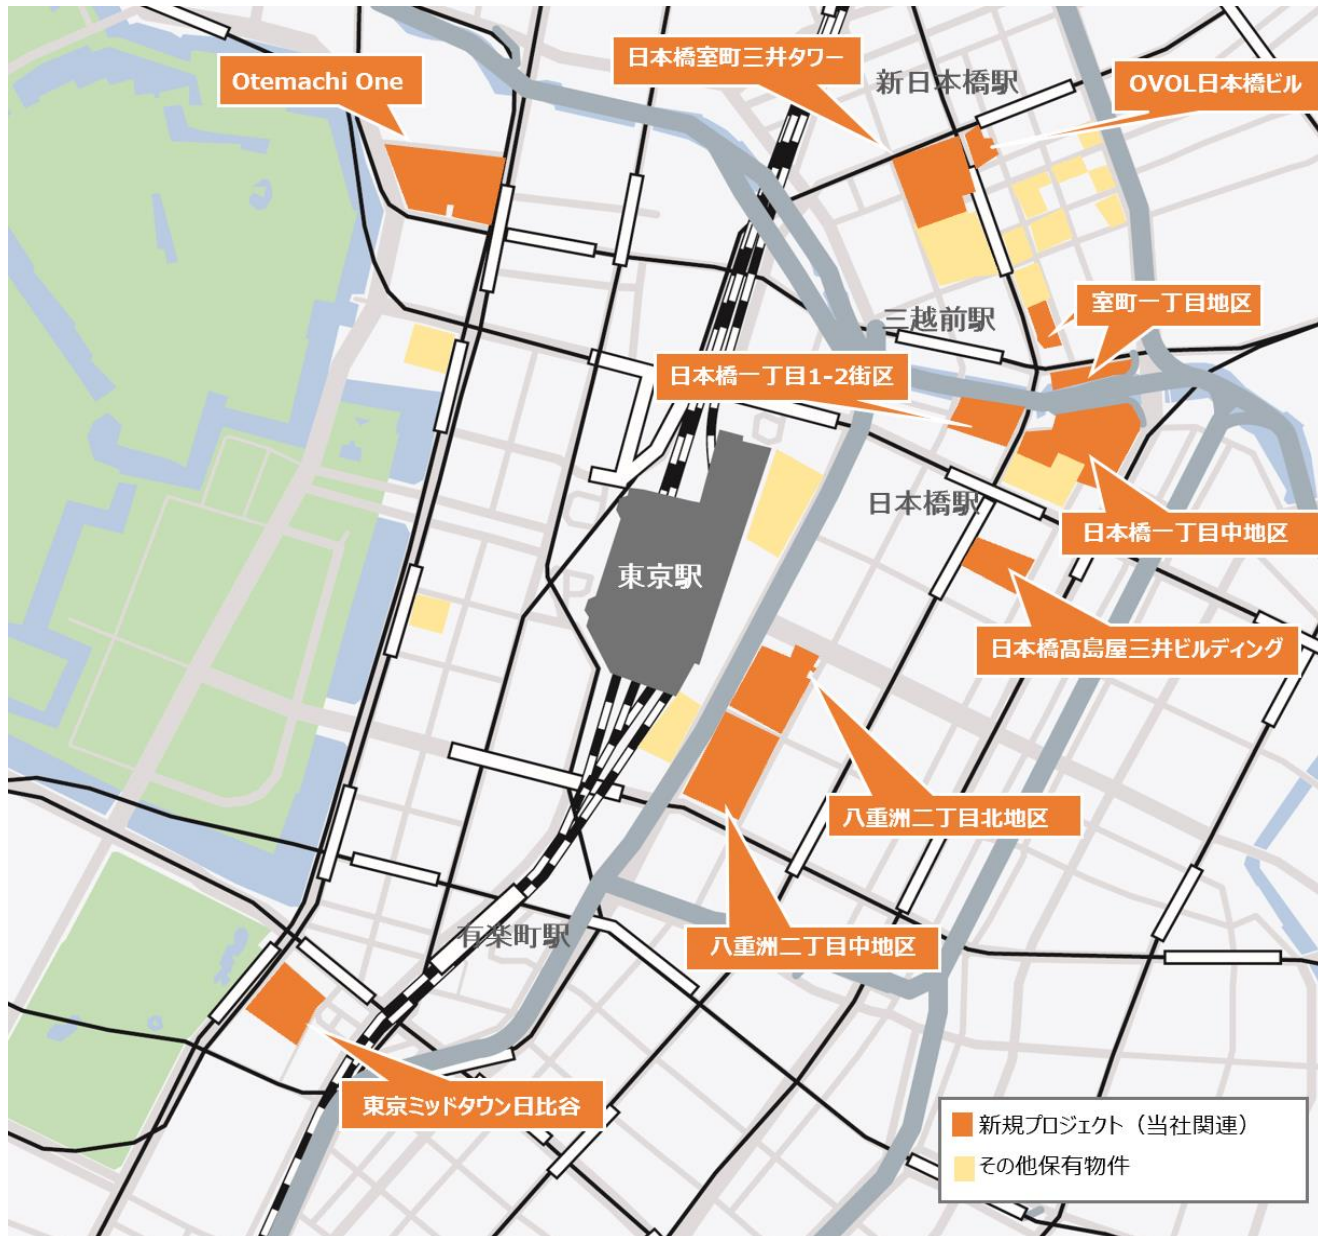 日本橋室町三井タワー
Otemachi One
新日本橋駅
OVOL日本橋ビル
室町一丁目地区
三越前駅
日本橋一丁目1-2街区
日本橋駅
日本橋一丁目中地区
東京駅
日本橋髙島屋三井ビルディング
八重洲二丁目北地区
有楽町駅
八重洲二丁目中地区
東京ミッドタウン日比谷
新規プロジェクト（当社関連）
その他保有物件